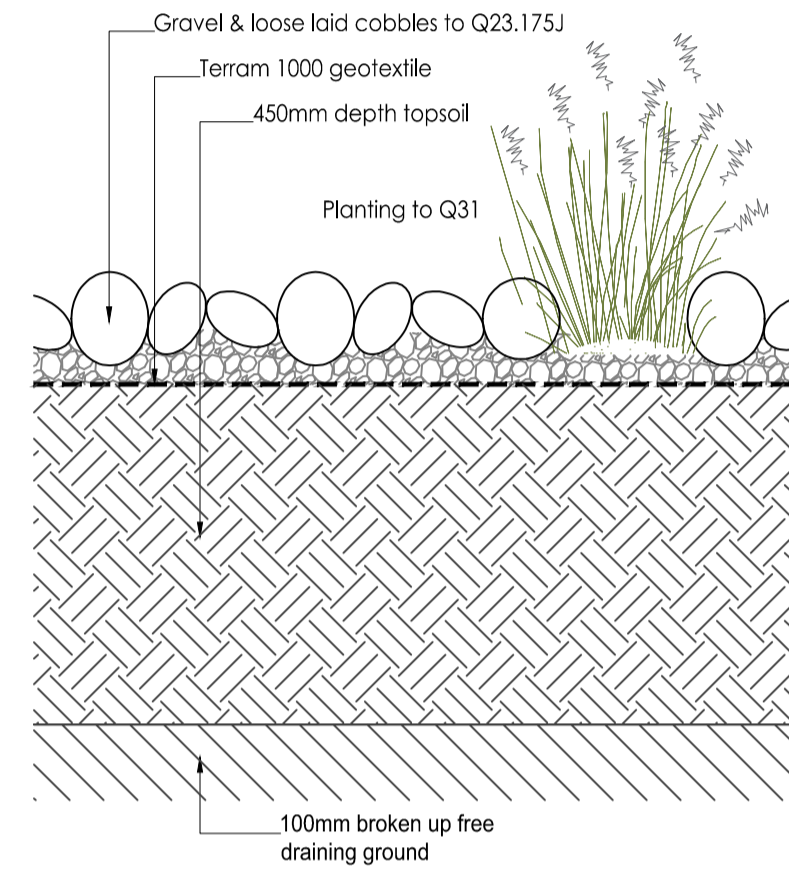 Gravel & loose laid cobbles to Q23.175J
Terram 1000 geotextile
450mm depth topsoil
Planting to Q31
100mm broken up free
draining ground